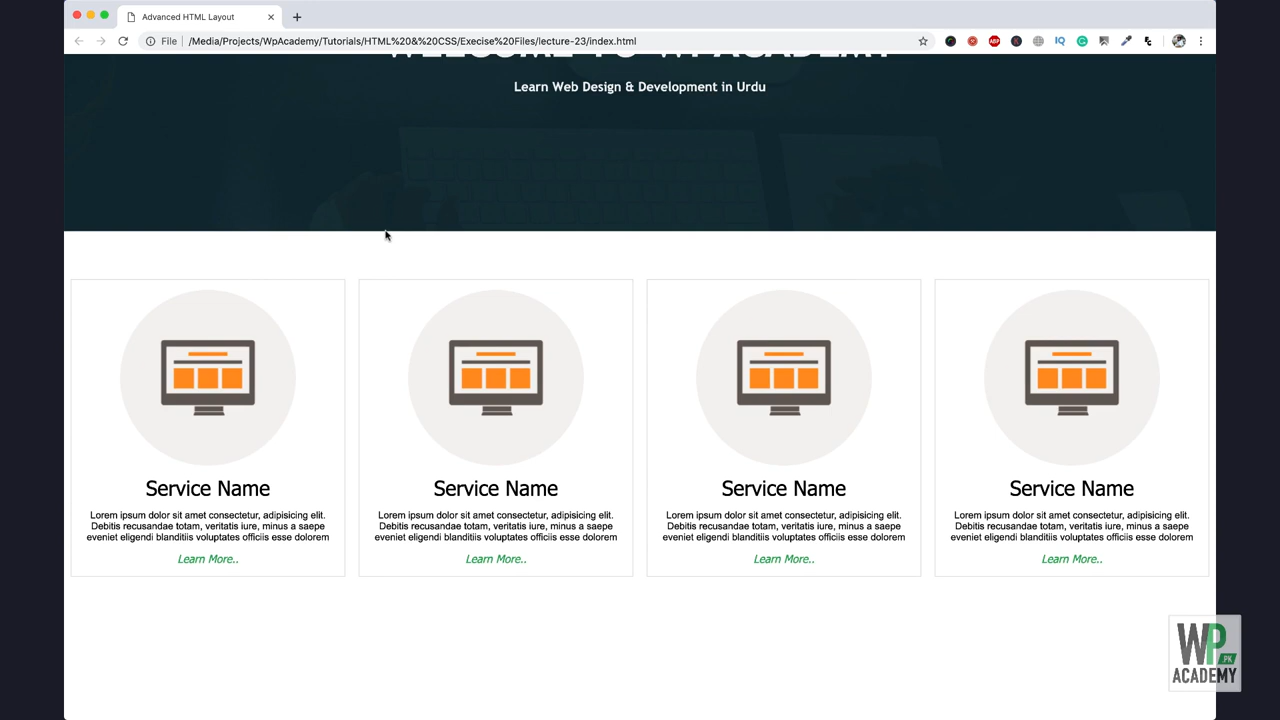 Advanced HTML Layout
File | /Media/Projects/WpAcademy/Tutorials/HTML%20&%20CSS/Execise%20Files/lecture-23/index.html
ABP
IQ
WELCOME TO WPACADEMY
Learn Web Design & Development in Urdu
Service Name
Lorem ipsum dolor sit amet consectetur, adipisicing elit.
Debitis recusandae totam, veritatis iure, minus a saepe
eveniet eligendi blanditiis voluptates officiis esse dolorem
Learn More..
Service Name
Lorem ipsum dolor sit amet consectetur, adipisicing elit.
Debitis recusandae totam, veritatis iure, minus a saepe
eveniet eligendi blanditiis voluptates officiis esse dolorem
Learn More..
Service Name
Lorem ipsum dolor sit amet consectetur, adipisicing elit.
Debitis recusandae totam, veritatis iure, minus a saepe
eveniet eligendi blanditiis voluptates officiis esse dolorem
Learn More..
Service Name
Lorem ipsum dolor sit amet consectetur, adipisicing elit.
Debitis recusandae totam, veritatis iure, minus a saepe
eveniet eligendi blanditiis voluptates officiis esse dolorem
Learn More..
WP
.PK
ACADEMY